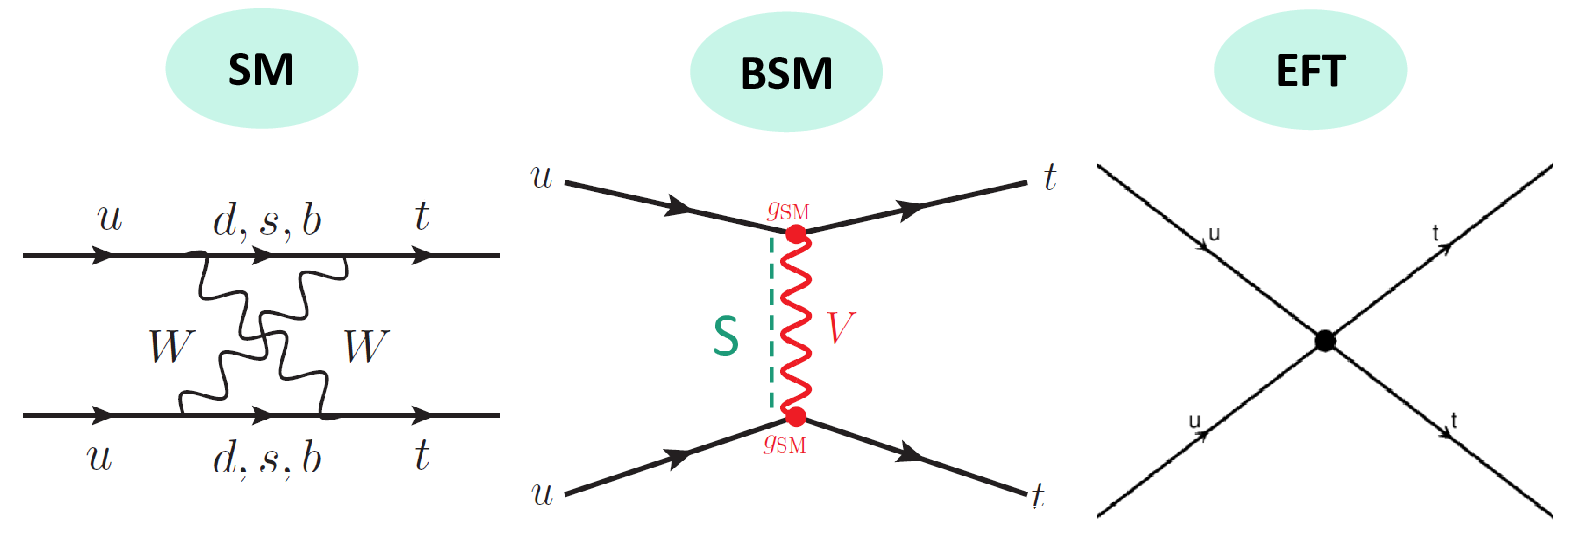 SM
u d, s, b t
W W
u d, s, b t
BSM
u t
gSM
S V
gSM
u t
EFT
u t
u t